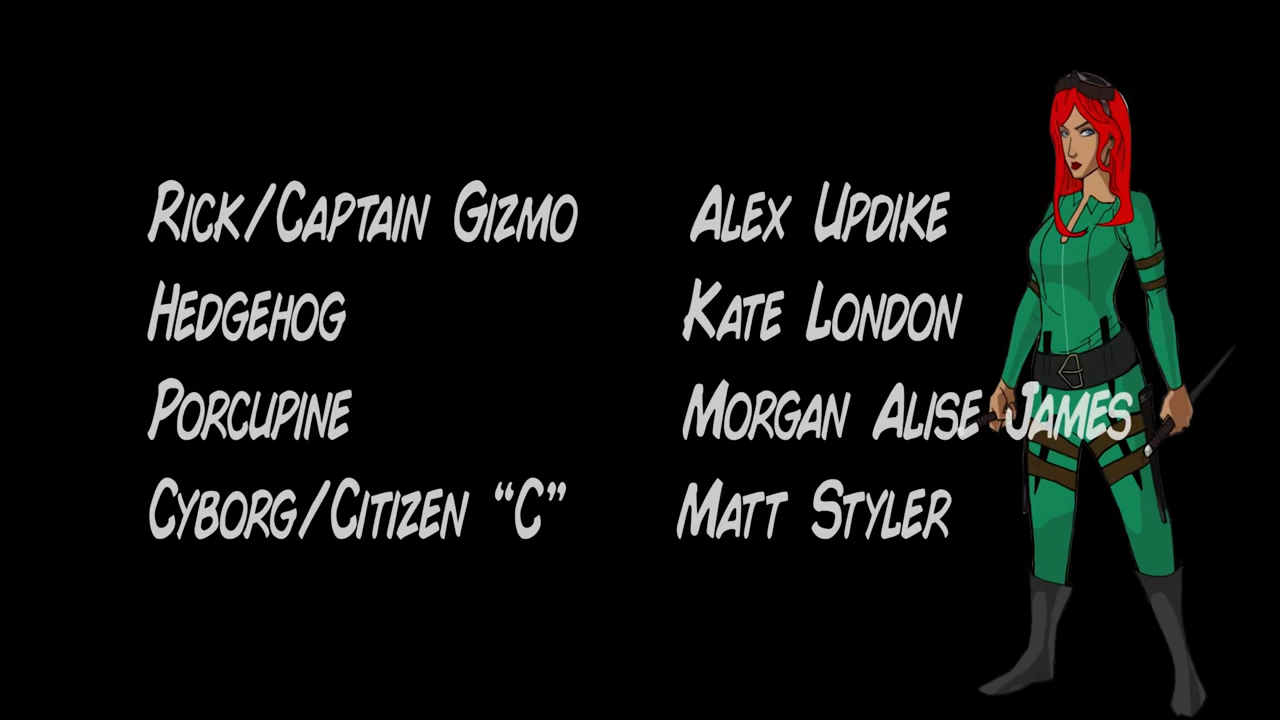 Rick/Captain Gizmo Alex Updike
Hedgehog Kate London
Porcupine Morgan Alise James
Cyborg/Citizen “C” Matt Styler